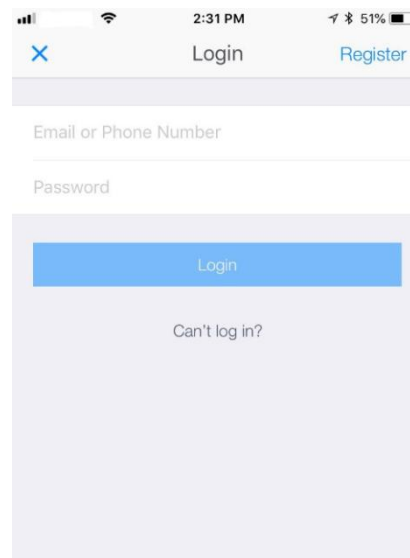 2:31 PM 51%
Login Register
Email or Phone Number
Password
Login
Can't log in?